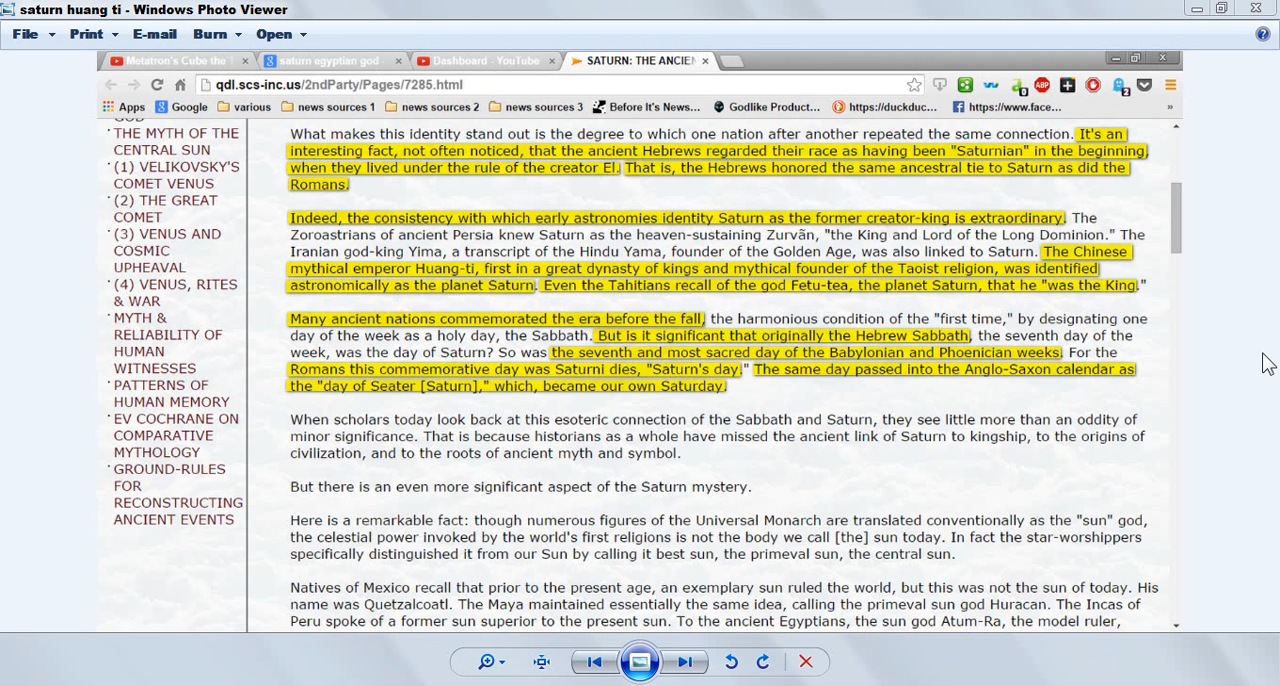 saturn huang ti - Windows Photo Viewer
File Print E-mail Burn Open
Metatron's Cube the saturn egyptian god - Dashboard - YouTube SATURN: THE ANCIEN
qdl.scs-inc.us/2ndParty/Pages/7285.html
Apps Google various news sources 1 news sources 2 news sources 3 Before It's News... Godlike Product... https://duckduc... https://www.face... »
GOD
THE MYTH OF THE
CENTRAL SUN
(1) VELIKOVSKY'S
COMET VENUS
(2) THE GREAT
COMET
(3) VENUS AND
COSMIC
UPHEAVAL
(4) VENUS, RITES
& WAR
MYTH &
RELIABILITY OF
HUMAN
WITNESSES
PATTERNS OF
HUMAN MEMORY
EV COCHRANE ON
COMPARATIVE
MYTHOLOGY
GROUND-RULES
FOR
RECONSTRUCTING
ANCIENT EVENTS
What makes this identity stand out is the degree to which one nation after another repeated the same connection. It's an
interesting fact, not often noticed, that the ancient Hebrews regarded their race as having been "Saturnian" in the beginning,
when they lived under the rule of the creator El. That is, the Hebrews honored the same ancestral tie to Saturn as did the
Romans.
Indeed, the consistency with which early astronomies identity Saturn as the former creator-king is extraordinary. The
Zoroastrians of ancient Persia knew Saturn as the heaven-sustaining Zurvãn, "the King and Lord of the Long Dominion." The
Iranian god-king Yima, a transcript of the Hindu Yama, founder of the Golden Age, was also linked to Saturn. The Chinese
mythical emperor Huang-ti, first in a great dynasty of kings and mythical founder of the Taoist religion, was identified
astronomically as the planet Saturn. Even the Tahitians recall of the god Fetu-tea, the planet Saturn, that he "was the King."
Many ancient nations commemorated the era before the fall, the harmonious condition of the "first time," by designating one
day of the week as a holy day, the Sabbath. But is it significant that originally the Hebrew Sabbath, the seventh day of the
week, was the day of Saturn? So was the seventh and most sacred day of the Babylonian and Phoenician weeks. For the
Romans this commemorative day was Saturni dies, "Saturn's day." The same day passed into the Anglo-Saxon calendar as
the "day of Seater [Saturn]," which, became our own Saturday.
When scholars today look back at this esoteric connection of the Sabbath and Saturn, they see little more than an oddity of
minor significance. That is because historians as a whole have missed the ancient link of Saturn to kingship, to the origins of
civilization, and to the roots of ancient myth and symbol.
But there is an even more significant aspect of the Saturn mystery.
Here is a remarkable fact: though numerous figures of the Universal Monarch are translated conventionally as the "sun" god,
the celestial power invoked by the world's first religions is not the body we call [the] sun today. In fact the star-worshippers
specifically distinguished it from our Sun by calling it best sun, the primeval sun, the central sun.
Natives of Mexico recall that prior to the present age, an exemplary sun ruled the world, but this was not the sun of today. His
name was Quetzalcoatl. The Maya maintained essentially the same idea, calling the primeval sun god Huracan. The Incas of
Peru spoke of a former sun superior to the present sun. To the ancient Egyptians, the sun god Atum-Ra, the model ruler,